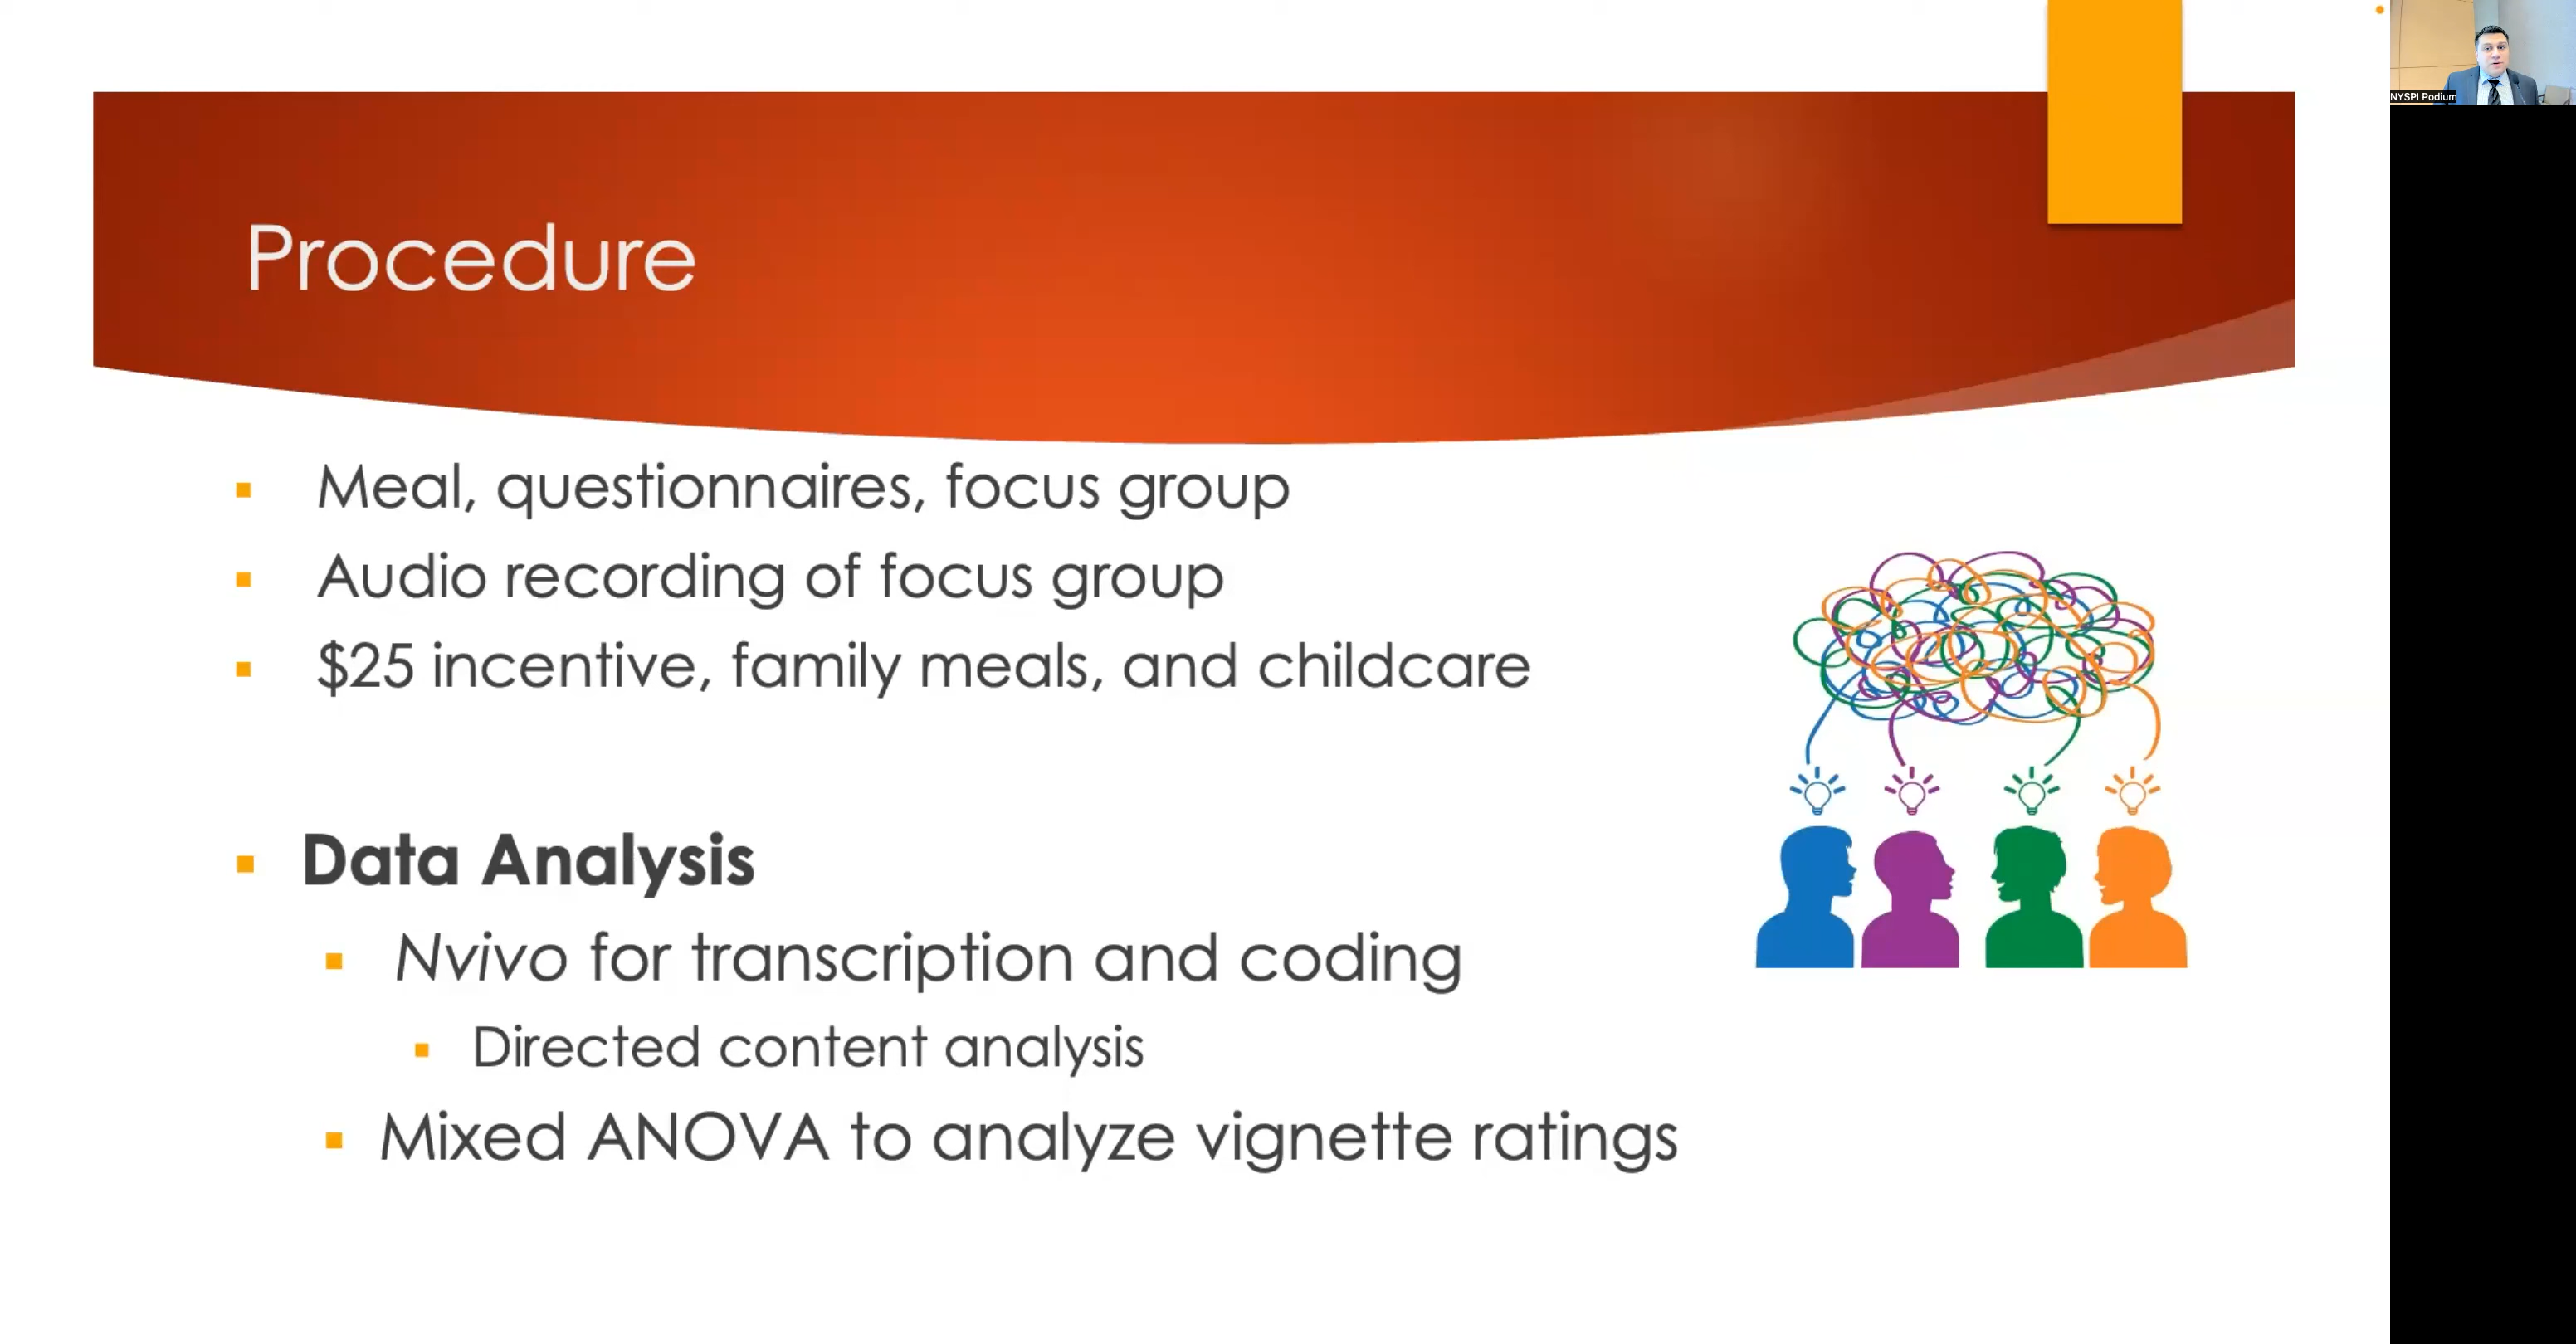 NYSPI Podium
Procedure
Meal, questionnaires, focus group
Audio recording of focus group
$25 incentive, family meals, and childcare
Data Analysis
Nvivo for transcription and coding
Directed content analysis
Mixed ANOVA to analyze vignette ratings